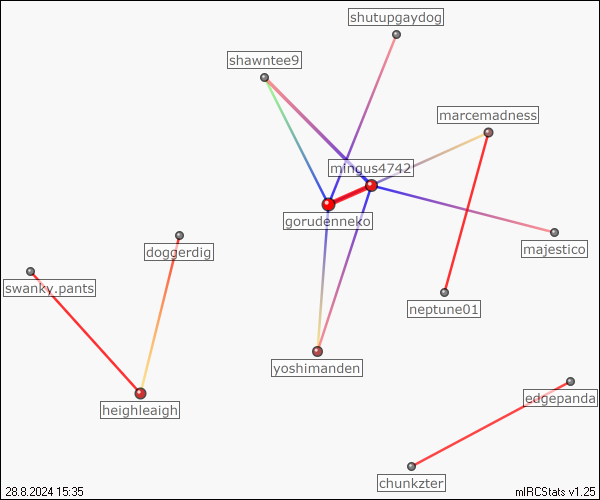 shutupgaydog
shawntee9
marcemadness
mingus4742
gorudenneko
doggerdig
majestico
swanky.pants
neptune01
yoshimanden
heighleaigh
edgepanda
chunkzter
28.8.2024 15:35
mIRCStats v1.25